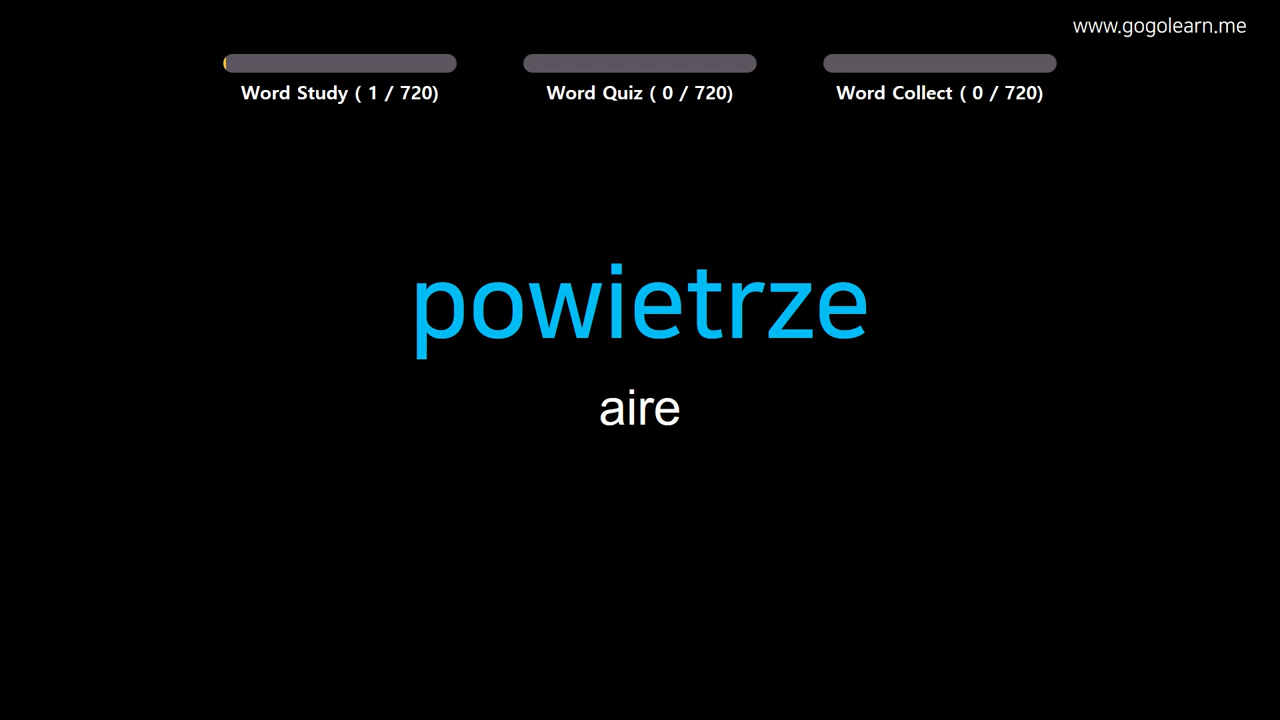 www.gogolearn.me
Word Study ( 1 / 720)
Word Quiz ( 0 / 720)
Word Collect ( 0 / 720)
powietrze
aire